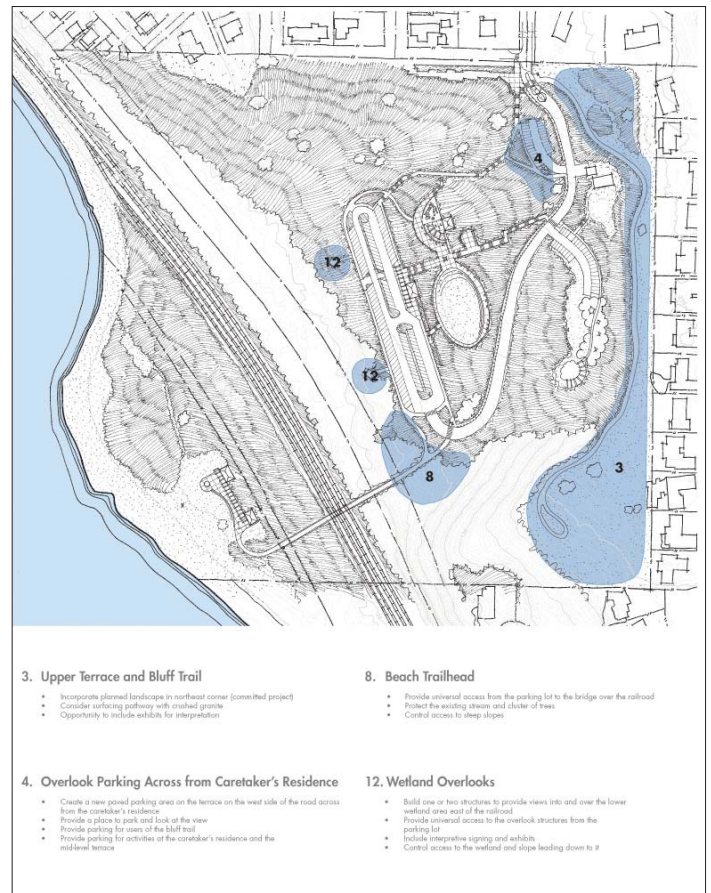 4
12
12
8
3
3. Upper Terrace and Bluff Trail
• Incorporate planned landscape in northeast corner (committed project)
• Consider surfacing pathway with crushed granite
• Opportunity to include exhibits for interpretation
8. Beach Trailhead
• Provide universal access from the parking lot to the bridge over the railroad
• Protect the existing stream and cluster of trees
• Control access to steep slopes
4. Overlook Parking Across from Caretaker's Residence
• Create a new paved parking area on the terrace on the west side of the road across
from the caretaker's residence
• Provide a place to park and look at the view
• Provide parking for users of the bluff trail
• Provide parking for activities at the caretaker's residence and the
mid-level terrace
12. Wetland Overlooks
• Build one or two structures to provide views into and over the lower
wetland area east of the railroad
• Provide universal access to the overlook structures from the
parking lot
• Include interpretive signing and exhibits
• Control access to the wetland and slope leading down to it